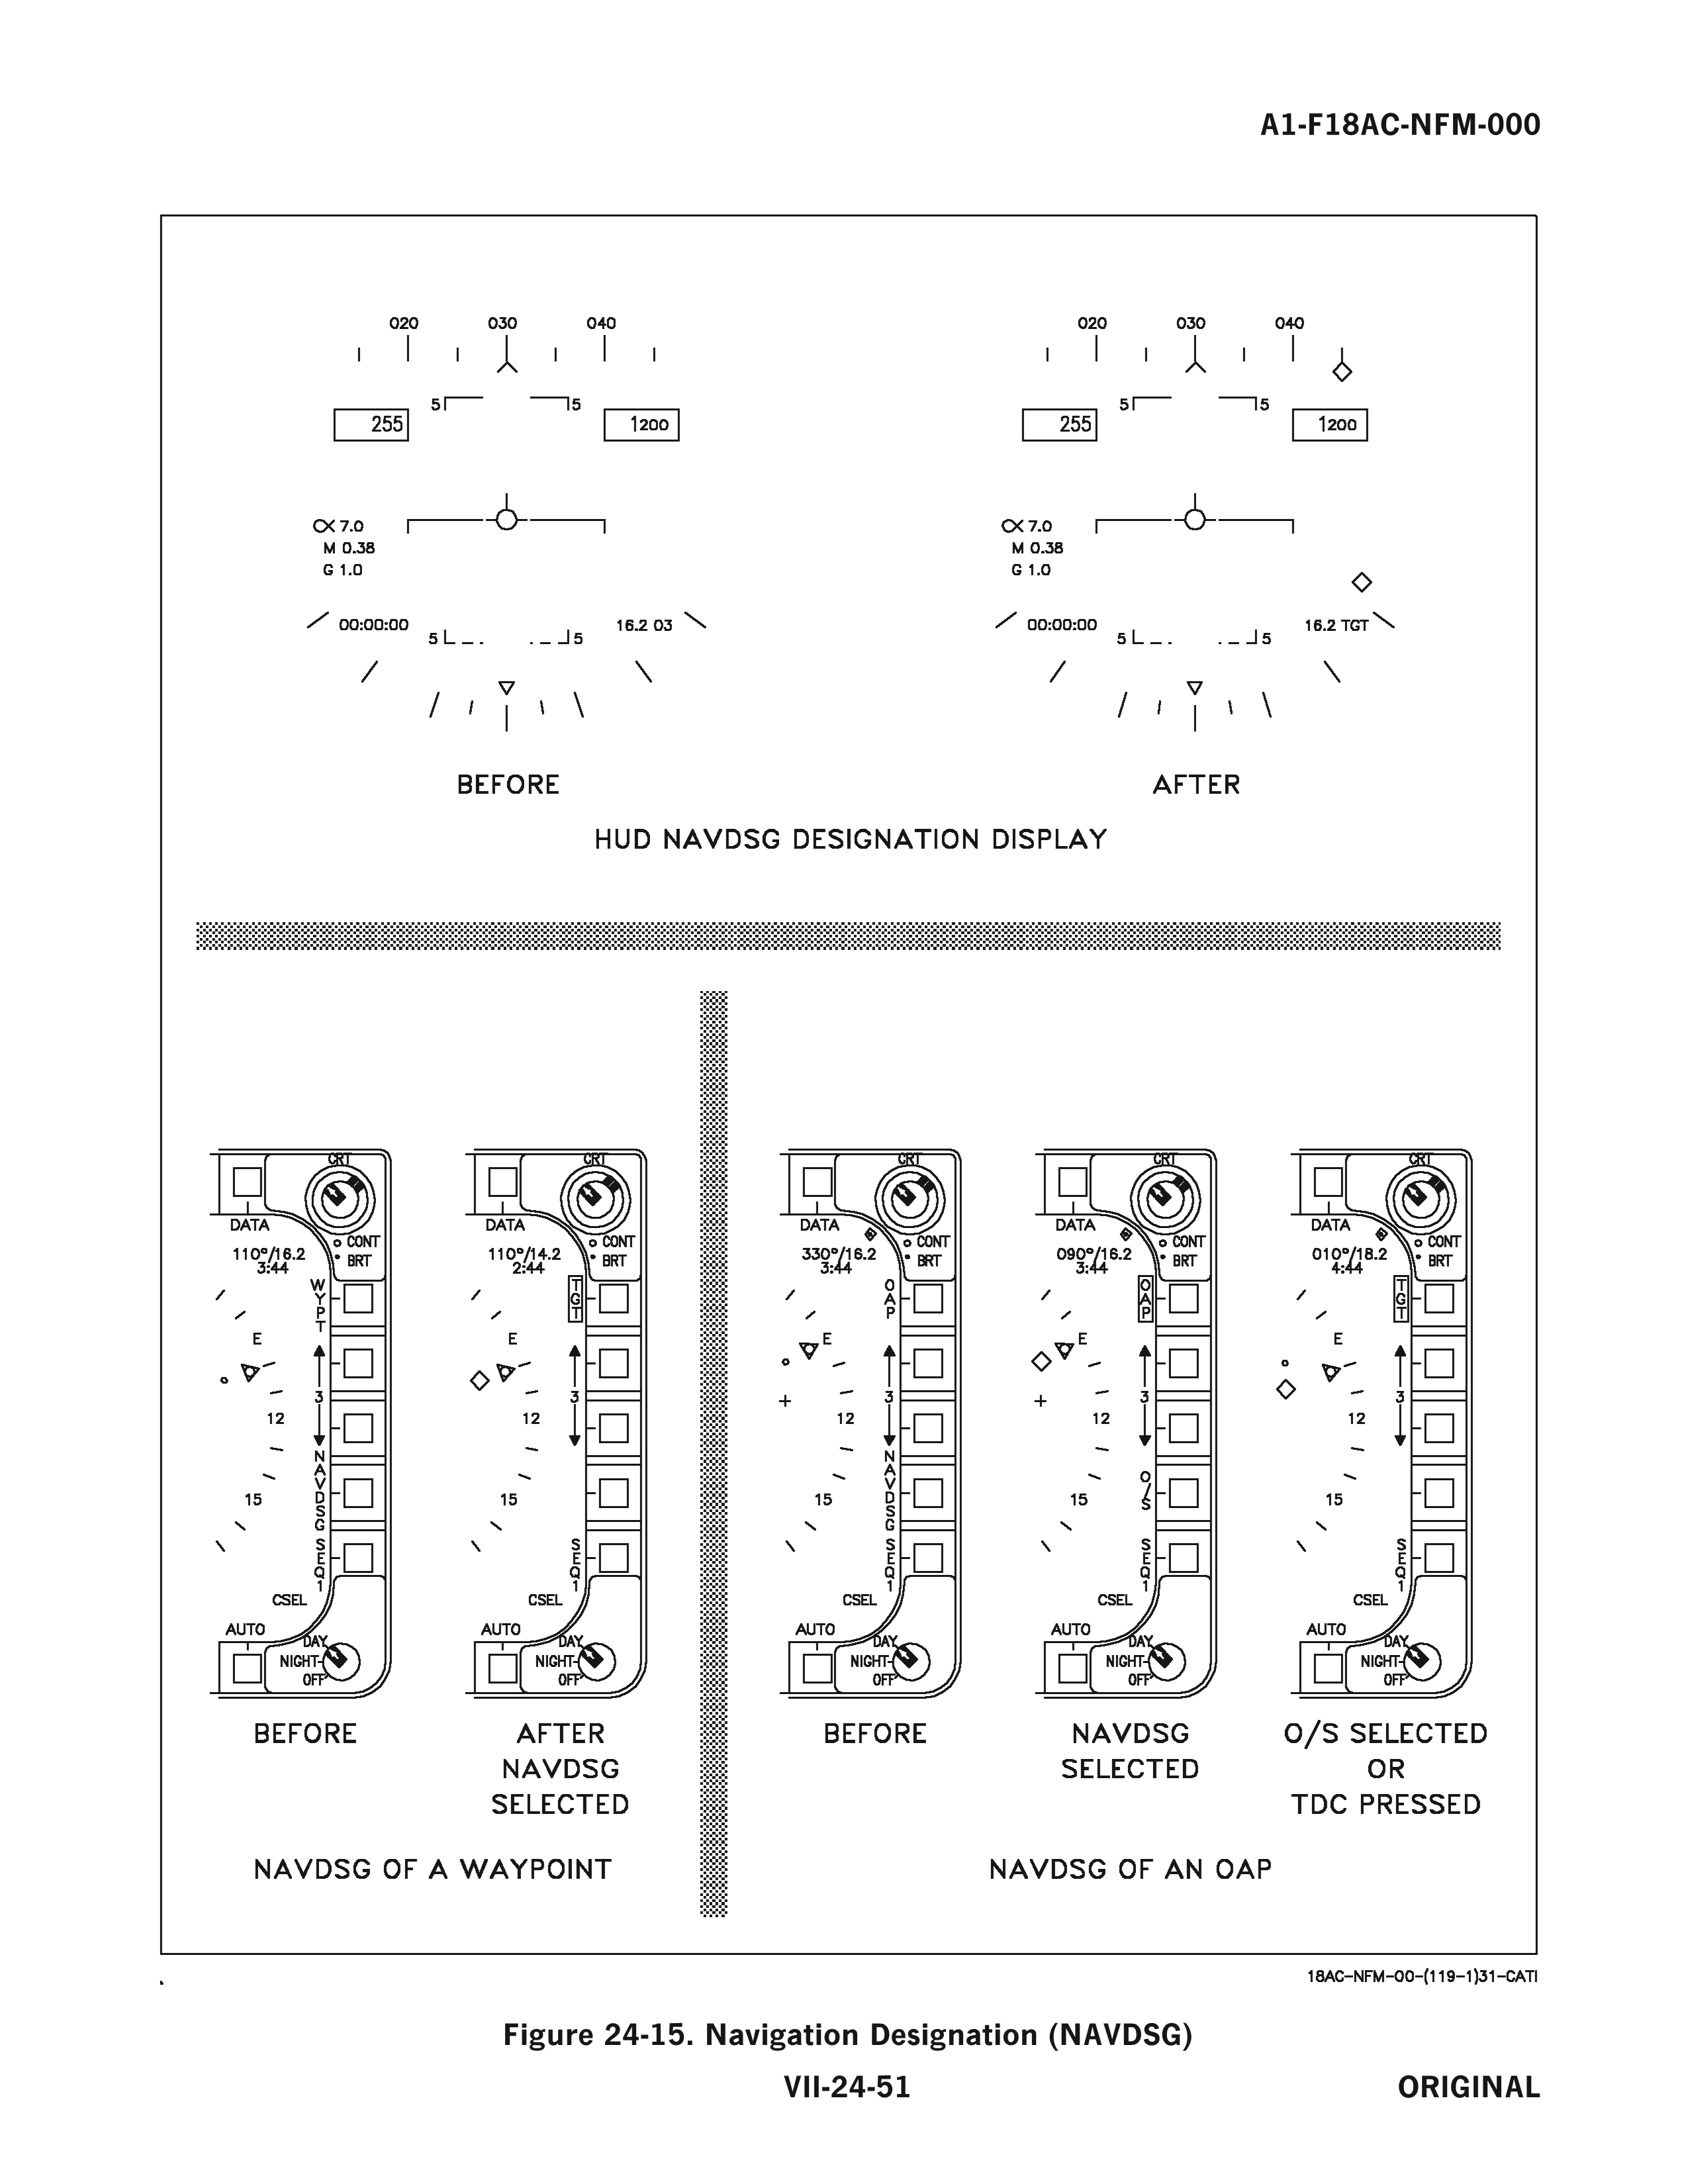 A1-F18AC-NFM-000
020 030 040
5 5
255 1200
α 7.0
M 0.38
G 1.0
00:00:00 16.2 03
5 5
BEFORE
020 030 040
5 5
255 1200
α 7.0
M 0.38
G 1.0
00:00:00 16.2 TGT
5 5
AFTER
HUD NAVDSG DESIGNATION DISPLAY
CRT
DATA
CONT
BRT
110°/16.2
3:44
WYPT
E
3
12
NAVDSG
15
SEQ1
CSEL
AUTO
DAY
NIGHT
OFF
BEFORE
CRT
DATA
CONT
BRT
110°/14.2
2:44
TGT
E
3
12
15
SEQ1
CSEL
AUTO
DAY
NIGHT
OFF
AFTER
NAVDSG
SELECTED
NAVDSG OF A WAYPOINT
CRT
DATA
CONT
BRT
330°/16.2
3:44
OAP
E
3
12
NAVDSG
15
SEQ1
CSEL
AUTO
DAY
NIGHT
OFF
BEFORE
CRT
DATA
CONT
BRT
090°/16.2
3:44
OAP
E
3
12
O/S
15
SEQ1
CSEL
AUTO
DAY
NIGHT
OFF
NAVDSG
SELECTED
CRT
DATA
CONT
BRT
010°/18.2
4:44
TGT
E
3
12
15
SEQ1
CSEL
AUTO
DAY
NIGHT
OFF
O/S SELECTED
OR
TDC PRESSED
NAVDSG OF AN OAP
18AC-NFM-00-(119-1)31-CATI
Figure 24-15. Navigation Designation (NAVDSG)
VII-24-51
ORIGINAL